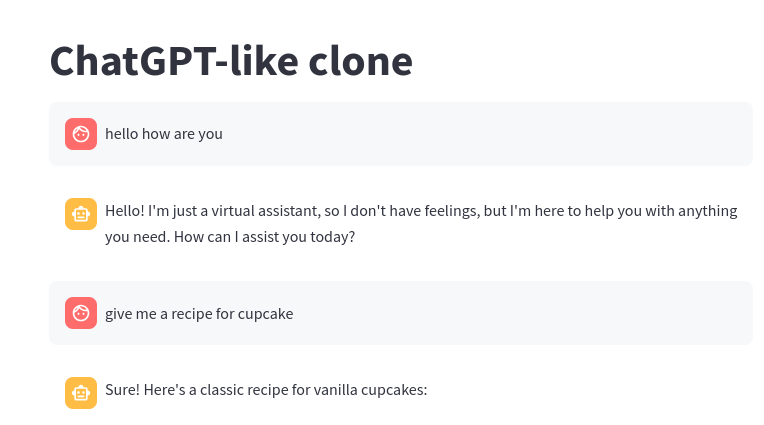 ChatGPT-like clone
hello how are you
Hello! I'm just a virtual assistant, so I don't have feelings, but I'm here to help you with anything
you need. How can I assist you today?
give me a recipe for cupcake
Sure! Here's a classic recipe for vanilla cupcakes: